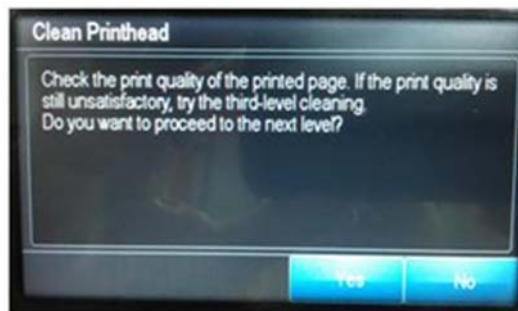 Clean Printhead
Check the print quality of the printed page. If the print quality is
still unsatisfactory, try the third-level cleaning.
Do you want to proceed to the next level?
Yes
No